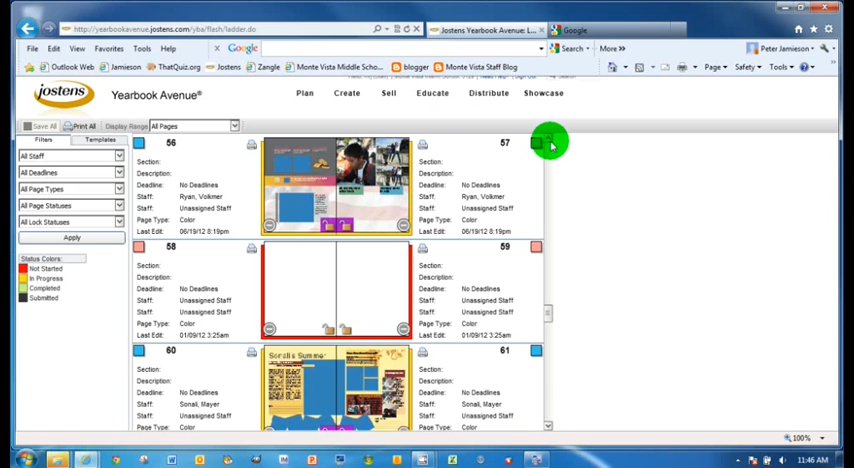 http://yearbookavenue.jostens.com/yba/flash/ladder.do
Jostens Yearbook Avenue: L...
Google
File Edit View Favorites Tools Help
Google Search More >> Peter Jamieson
Outlook Web Jamieson ThatQuiz.org Jostens Zangle Monte Vista Middle Scho... blogger Monte Vista Staff Blog Page Safety Tools
jostens Yearbook Avenue® Plan Create Sell Educate Distribute Showcase
Save All Print All Display Range All Pages
Filters Templates
All Staff
All Deadlines
All Page Types
All Page Statuses
All Lock Statuses
Apply
Status Colors:
Not Started
In Progress
Completed
Submitted
56 57
Section: Section:
Description: Description:
Deadline: No Deadlines Deadline: No Deadlines
Staff: Ryan, Volkmer Staff: Ryan, Volkmer
Staff: Unassigned Staff Staff: Unassigned Staff
Page Type: Color Page Type: Color
Last Edit: 06/19/12 8:19pm Last Edit: 06/19/12 8:19pm
58 59
Section: Section:
Description: Description:
Deadline: No Deadlines Deadline: No Deadlines
Staff: Unassigned Staff Staff: Unassigned Staff
Staff: Unassigned Staff Staff: Unassigned Staff
Page Type: Color Page Type: Color
Last Edit: 01/09/12 3:25am Last Edit: 01/09/12 3:25am
60 61
Sonali's Summer
Section: Section:
Description: Description:
Deadline: No Deadlines Deadline: No Deadlines
Staff: Sonali, Mayer Staff: Sonali, Mayer
Staff: Unassigned Staff Staff: Unassigned Staff
100%
11:46 AM